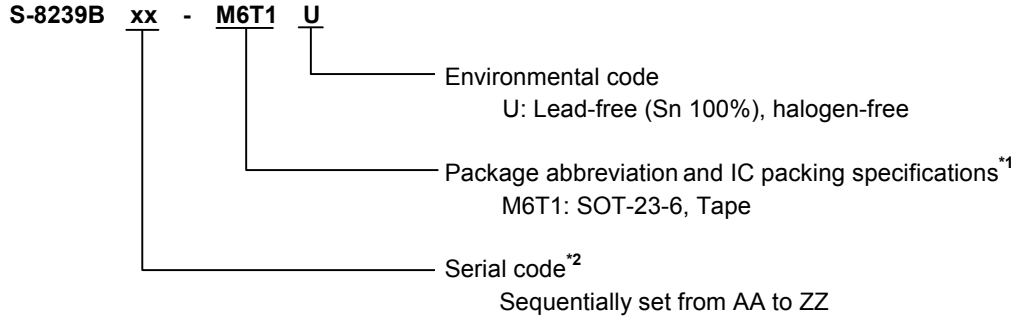 S-8239B xx - M6T1 U
Environmental code
U: Lead-free (Sn 100%), halogen-free
Package abbreviation and IC packing specifications*1
M6T1: SOT-23-6, Tape
Serial code*2
Sequentially set from AA to ZZ